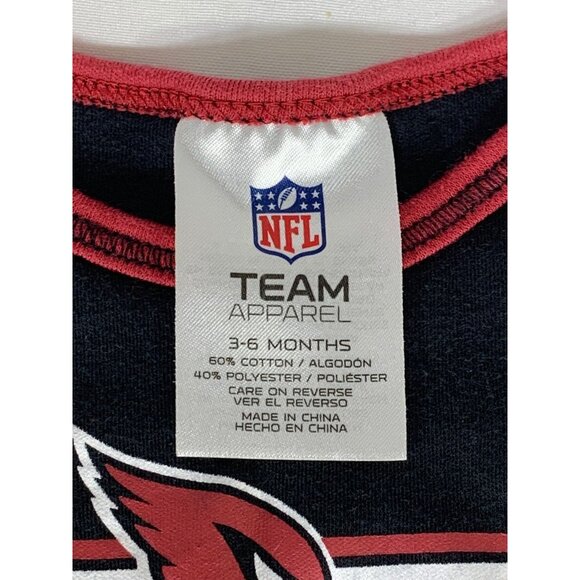 NFL
TEAM
APPAREL
3-6 MONTHS
60% COTTON / ALGODÓN
40% POLYESTER / POLIÉSTER
CARE ON REVERSE
VER EL REVERSO
MADE IN CHINA
HECHO EN CHINA